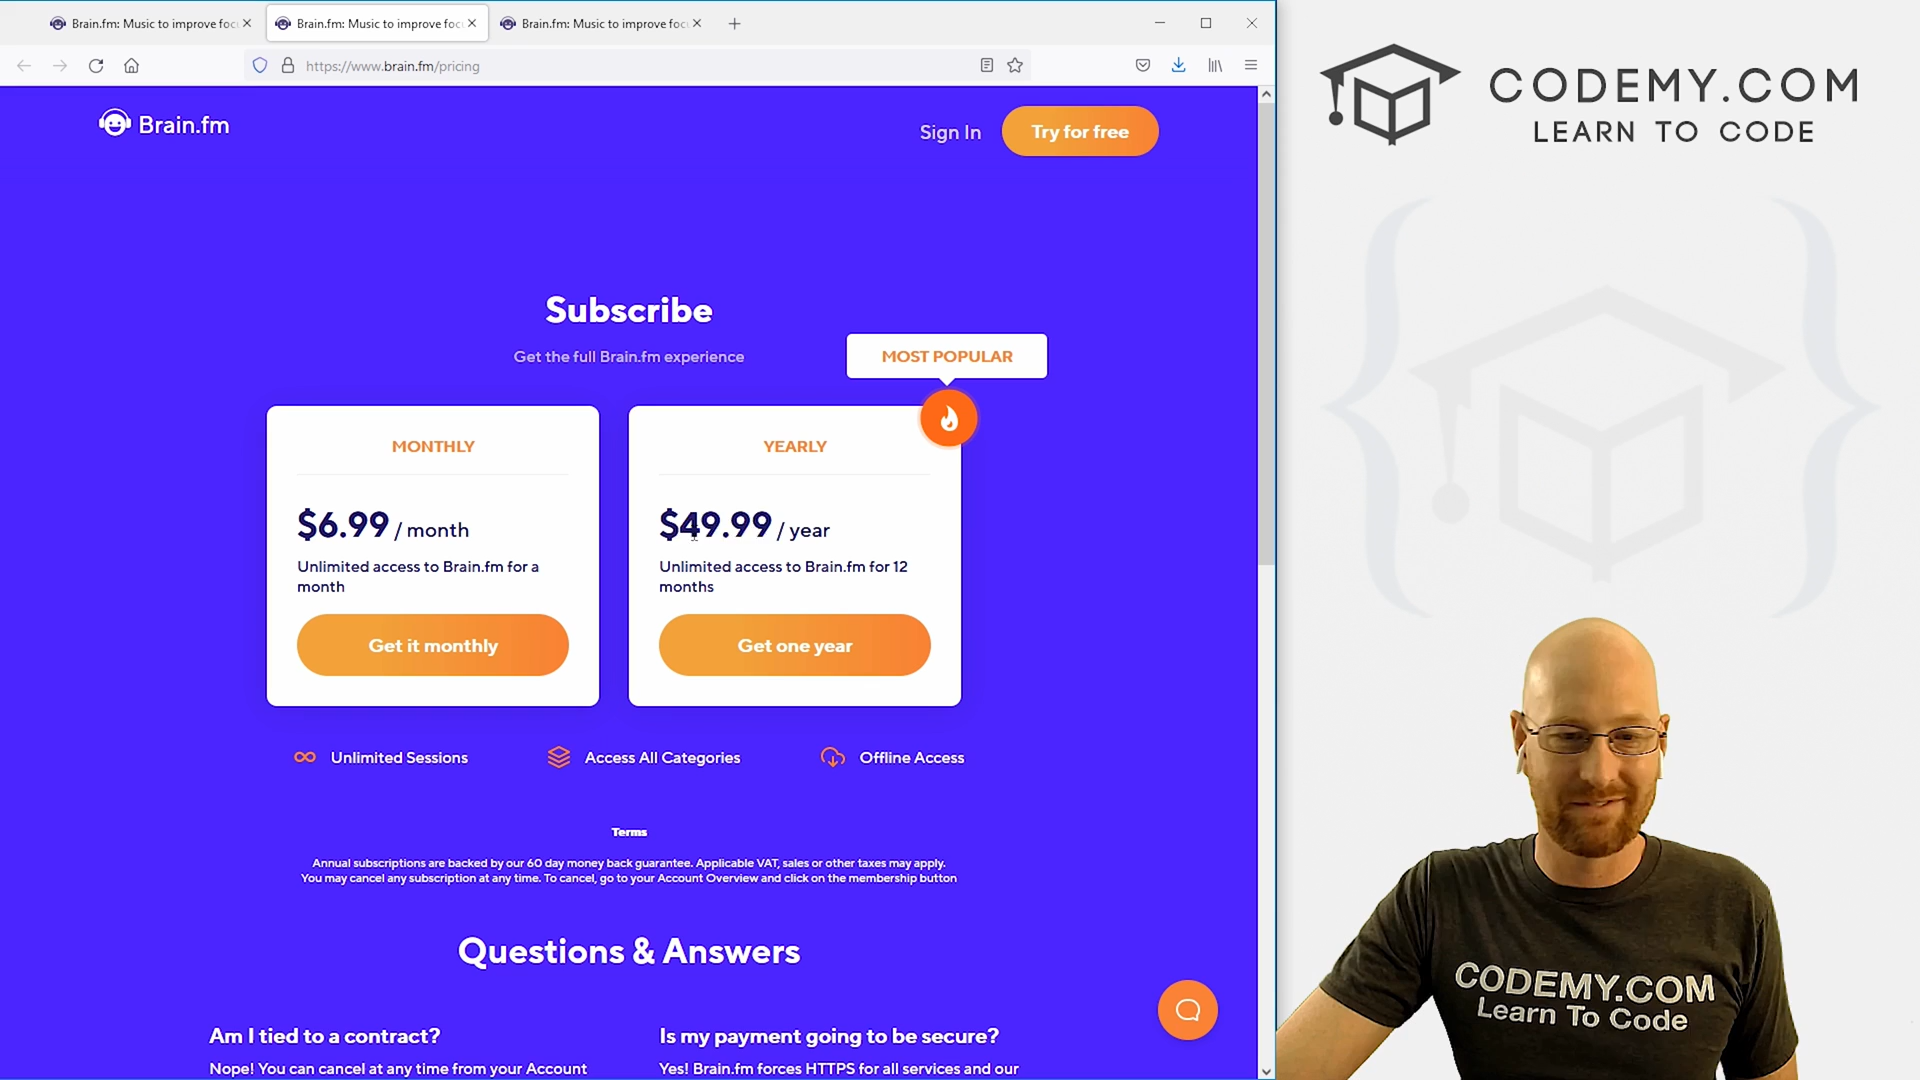 Brain.fm: Music to improve foc
Brain.fm: Music to improve foc
Brain.fm: Music to improve foc
https://www.brain.fm/pricing
Brain.fm
Sign In
Try for free
Subscribe
Get the full Brain.fm experience
MOST POPULAR
MONTHLY
$6.99 / month
Unlimited access to Brain.fm for a
month
Get it monthly
YEARLY
$49.99 / year
Unlimited access to Brain.fm for 12
months
Get one year
Unlimited Sessions
Access All Categories
Offline Access
Terms
Annual subscriptions are backed by our 60 day money back guarantee. Applicable VAT, sales or other taxes may apply.
You may cancel any subscription at any time. To cancel, go to your Account Overview and click on the membership button
Questions & Answers
Am I tied to a contract?
Nope! You can cancel at any time from your Account
Is my payment going to be secure?
Yes! Brain.fm forces HTTPS for all services and our
CODEMY.COM
LEARN TO CODE
CODEMY.COM
Learn To Code